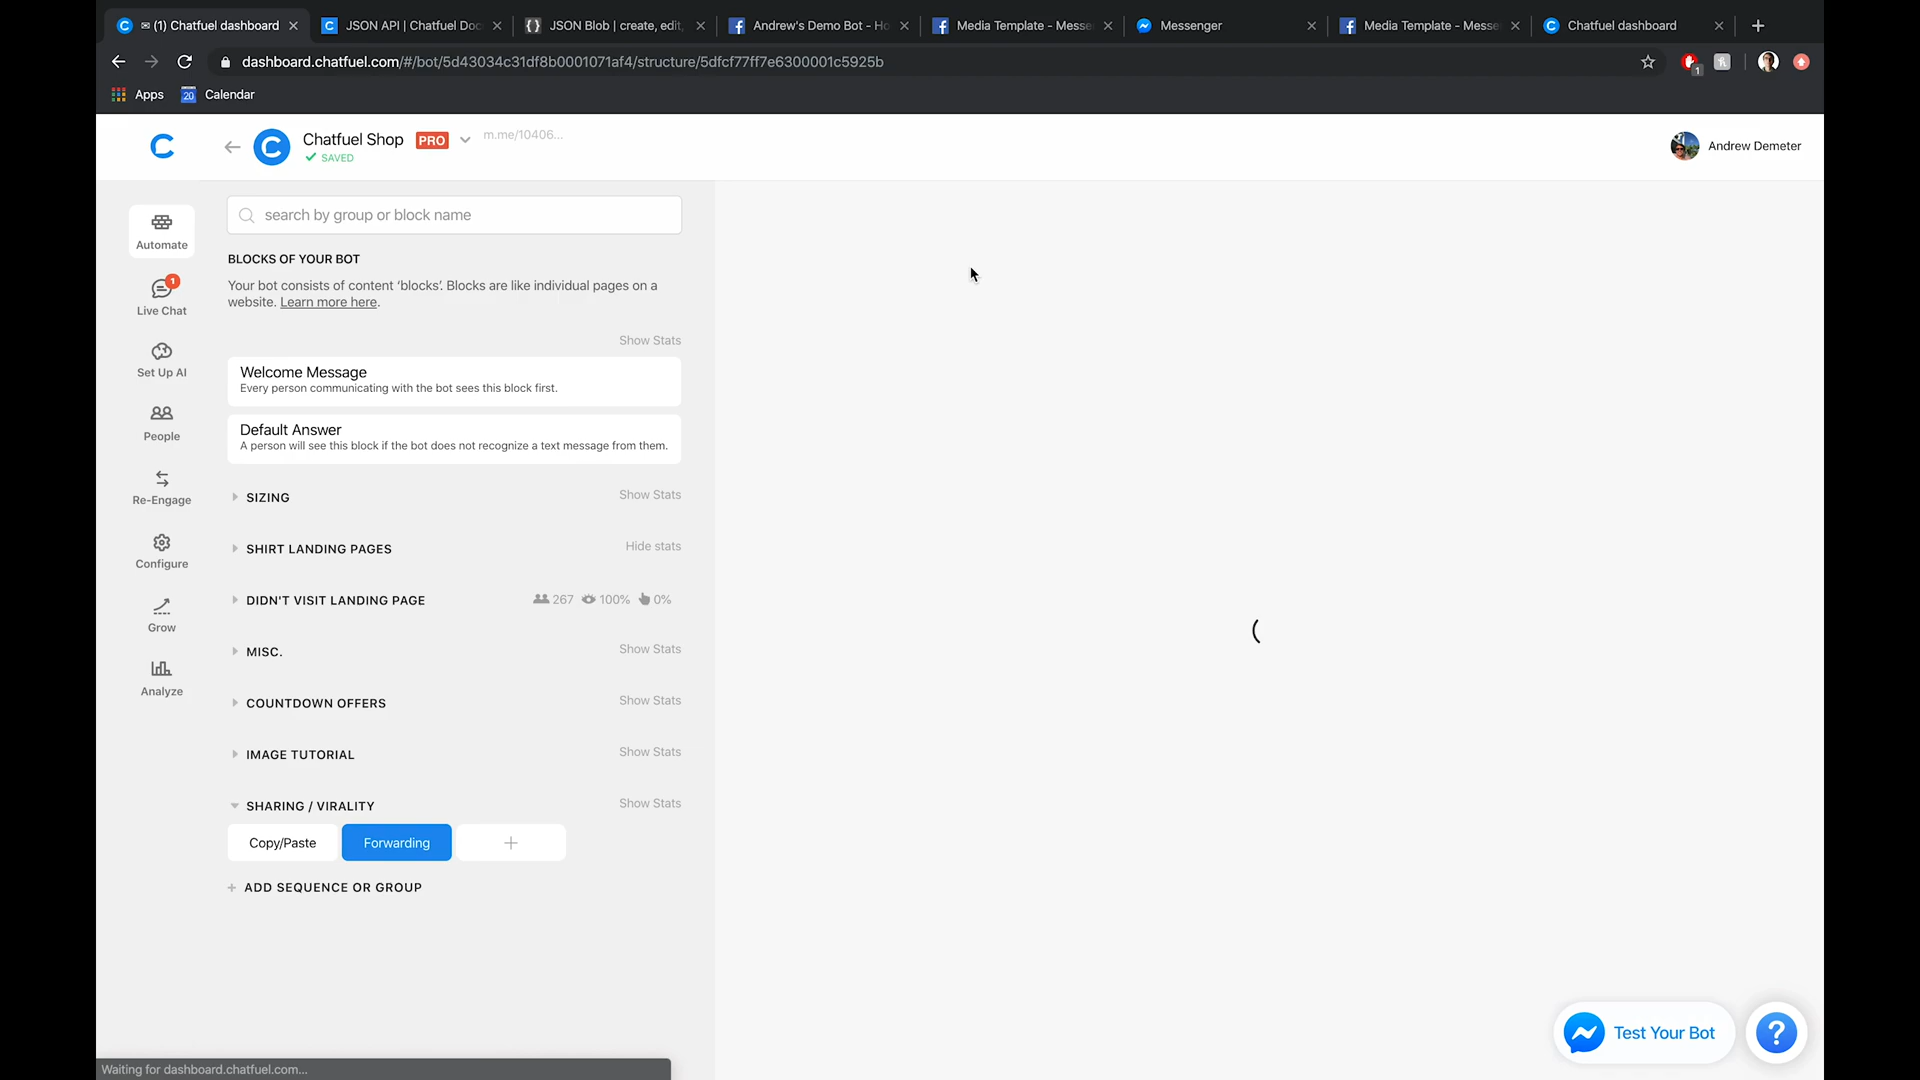 (1) Chatfuel dashboard
JSON API | Chatfuel Doc
JSON Blob | create, edit,
Andrew's Demo Bot - Ho
Media Template - Messe
Messenger
Media Template - Messe
Chatfuel dashboard
dashboard.chatfuel.com/#/bot/5d43034c31df8b0001071af4/structure/5dfcf77ff7e6300001c5925b
1
Apps
20
Calendar
Chatfuel Shop
PRO
m.me/10406...
SAVED
Andrew Demeter
Automate
1
Live Chat
Set Up AI
People
Re-Engage
Configure
Grow
Analyze
search by group or block name
BLOCKS OF YOUR BOT
Your bot consists of content ‘blocks’. Blocks are like individual pages on a
website. Learn more here.
Show Stats
Welcome Message
Every person communicating with the bot sees this block first.
Default Answer
A person will see this block if the bot does not recognize a text message from them.
SIZING
Show Stats
SHIRT LANDING PAGES
Hide stats
DIDN'T VISIT LANDING PAGE
267
100%
0%
MISC.
Show Stats
COUNTDOWN OFFERS
Show Stats
IMAGE TUTORIAL
Show Stats
SHARING / VIRALITY
Show Stats
Copy/Paste
Forwarding
+
+ ADD SEQUENCE OR GROUP
Test Your Bot
?
Waiting for dashboard.chatfuel.com...